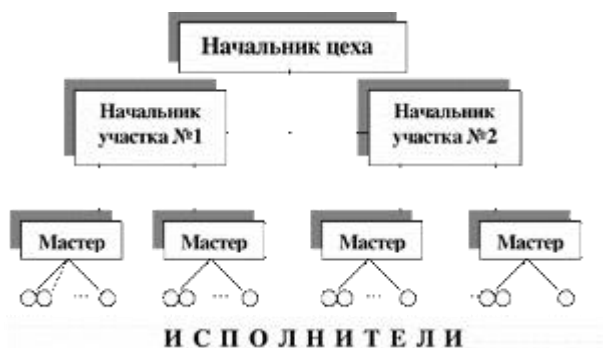 Начальник цеха
Начальник
участка №1
Начальник
участка №2
Мастер
Мастер
Мастер
Мастер
...
...
...
...
ИСПОЛНИТЕЛИ